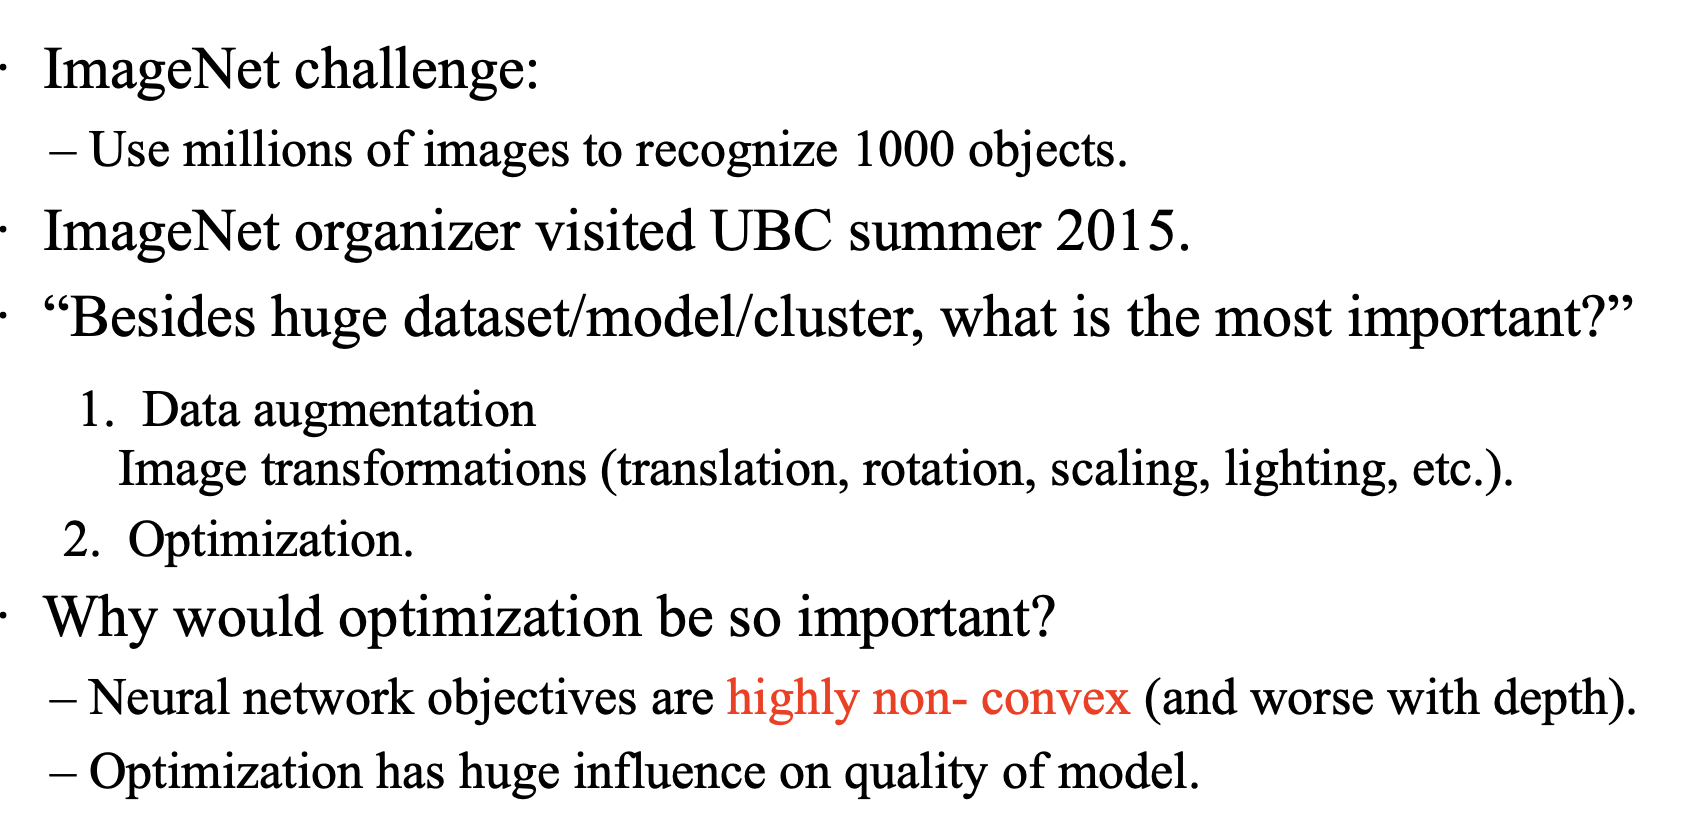 · ImageNet challenge:
– Use millions of images to recognize 1000 objects.
· ImageNet organizer visited UBC summer 2015.
· “Besides huge dataset/model/cluster, what is the most important?”
1. Data augmentation
Image transformations (translation, rotation, scaling, lighting, etc.).
2. Optimization.
· Why would optimization be so important?
– Neural network objectives are highly non- convex (and worse with depth).
– Optimization has huge influence on quality of model.